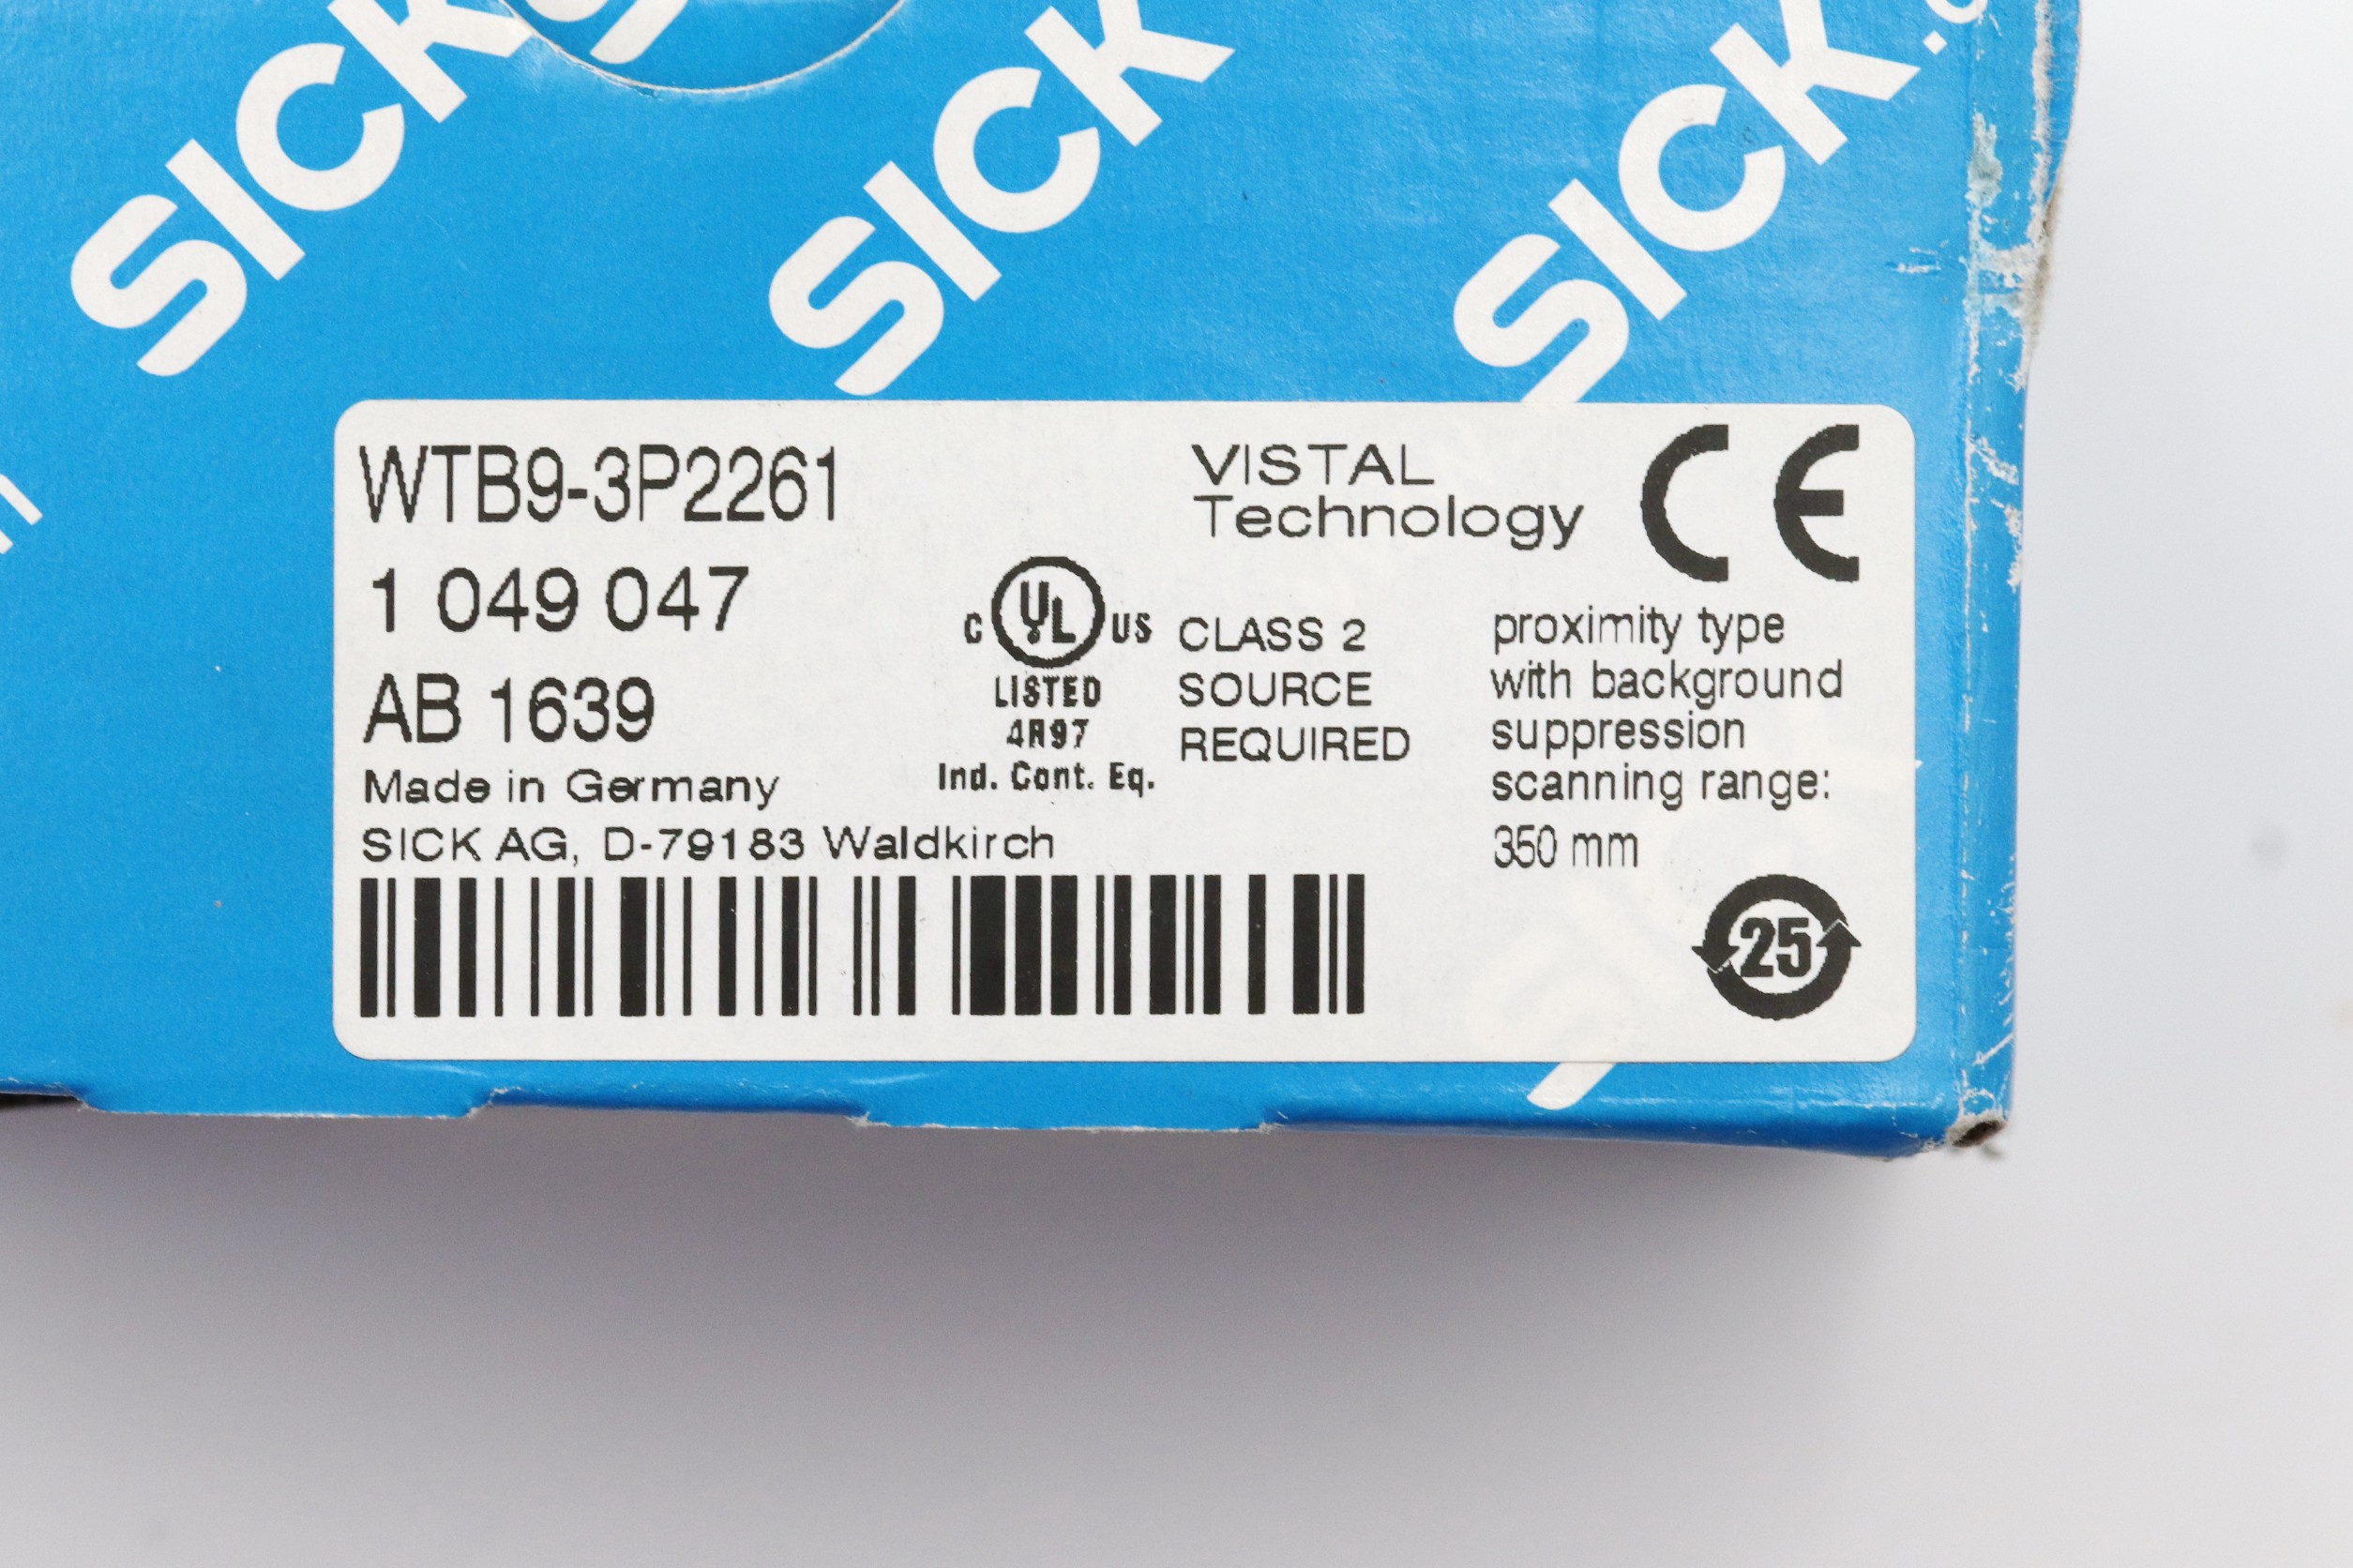 SICK
SICK
SICK.
WTB9-3P2261
1 049 047
AB 1639
Made in Germany
SICK AG, D-79183 Waldkirch
VISTAL
Technology
CE
C UL US
LISTED
4R97
Ind. Cont. Eq.
CLASS 2
SOURCE
REQUIRED
proximity type
with background
suppression
scanning range:
350 mm
25